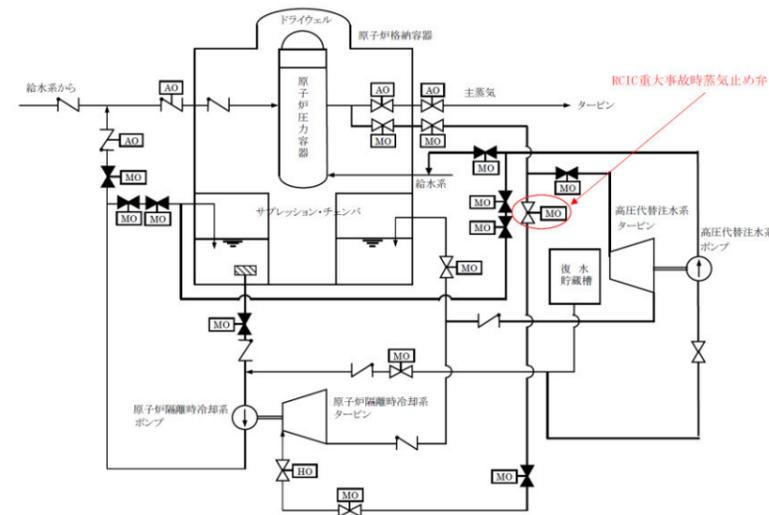 ドライウェル
原子炉格納容器
RCIC重大事故時蒸気止め弁
給水系から
AO
原子炉圧力容器
AO
AO
主蒸気
タービン
AO
MO
MO
MO
MO
給水系
MO
MO
MO
サプレッション・チェンバ
MO
MO
MO
高圧代替注水系
タービン
高圧代替注水系
ポンプ
MO
復水
貯蔵槽
MO
MO
原子炉隔離時冷却系
ポンプ
原子炉隔離時冷却系
タービン
HO
MO
MO